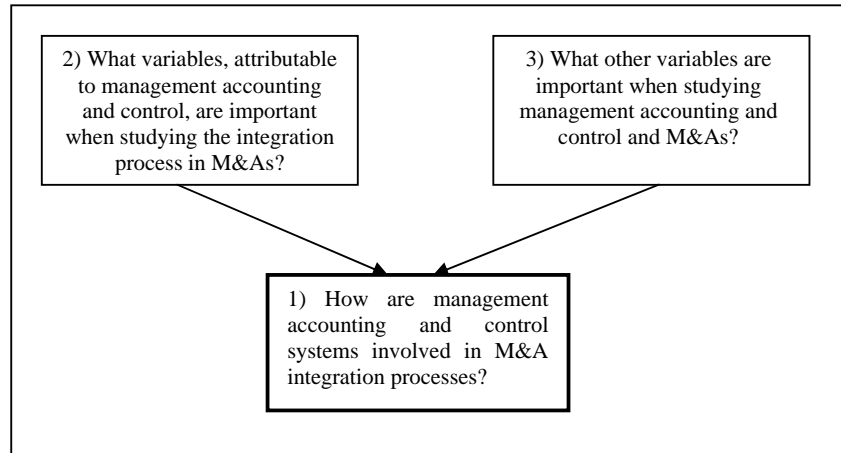 2) What variables, attributable
to management accounting
and control, are important
when studying the integration
process in M&As?
3) What other variables are
important when studying
management accounting and
control and M&As?
1) How are management
accounting and control
systems involved in M&A
integration processes?